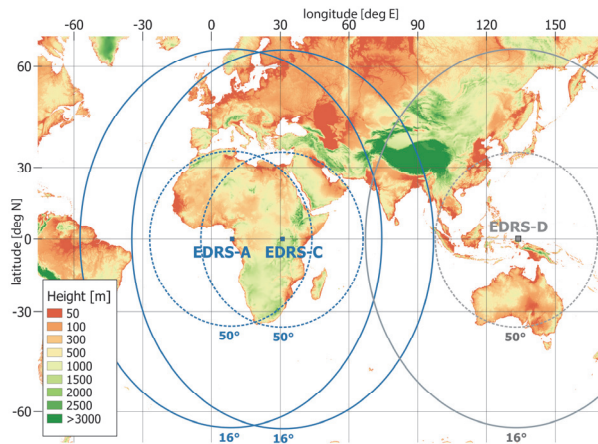 longitude [deg E]
-60 -30 0 30 60 90 120 150
latitude [deg N]
60
30
0
-30
-60
EDRS-A EDRS-C
EDRS-D
50° 50° 50°
16° 16° 16°
Height [m]
50
100
300
500
1000
1500
2000
2500
>3000